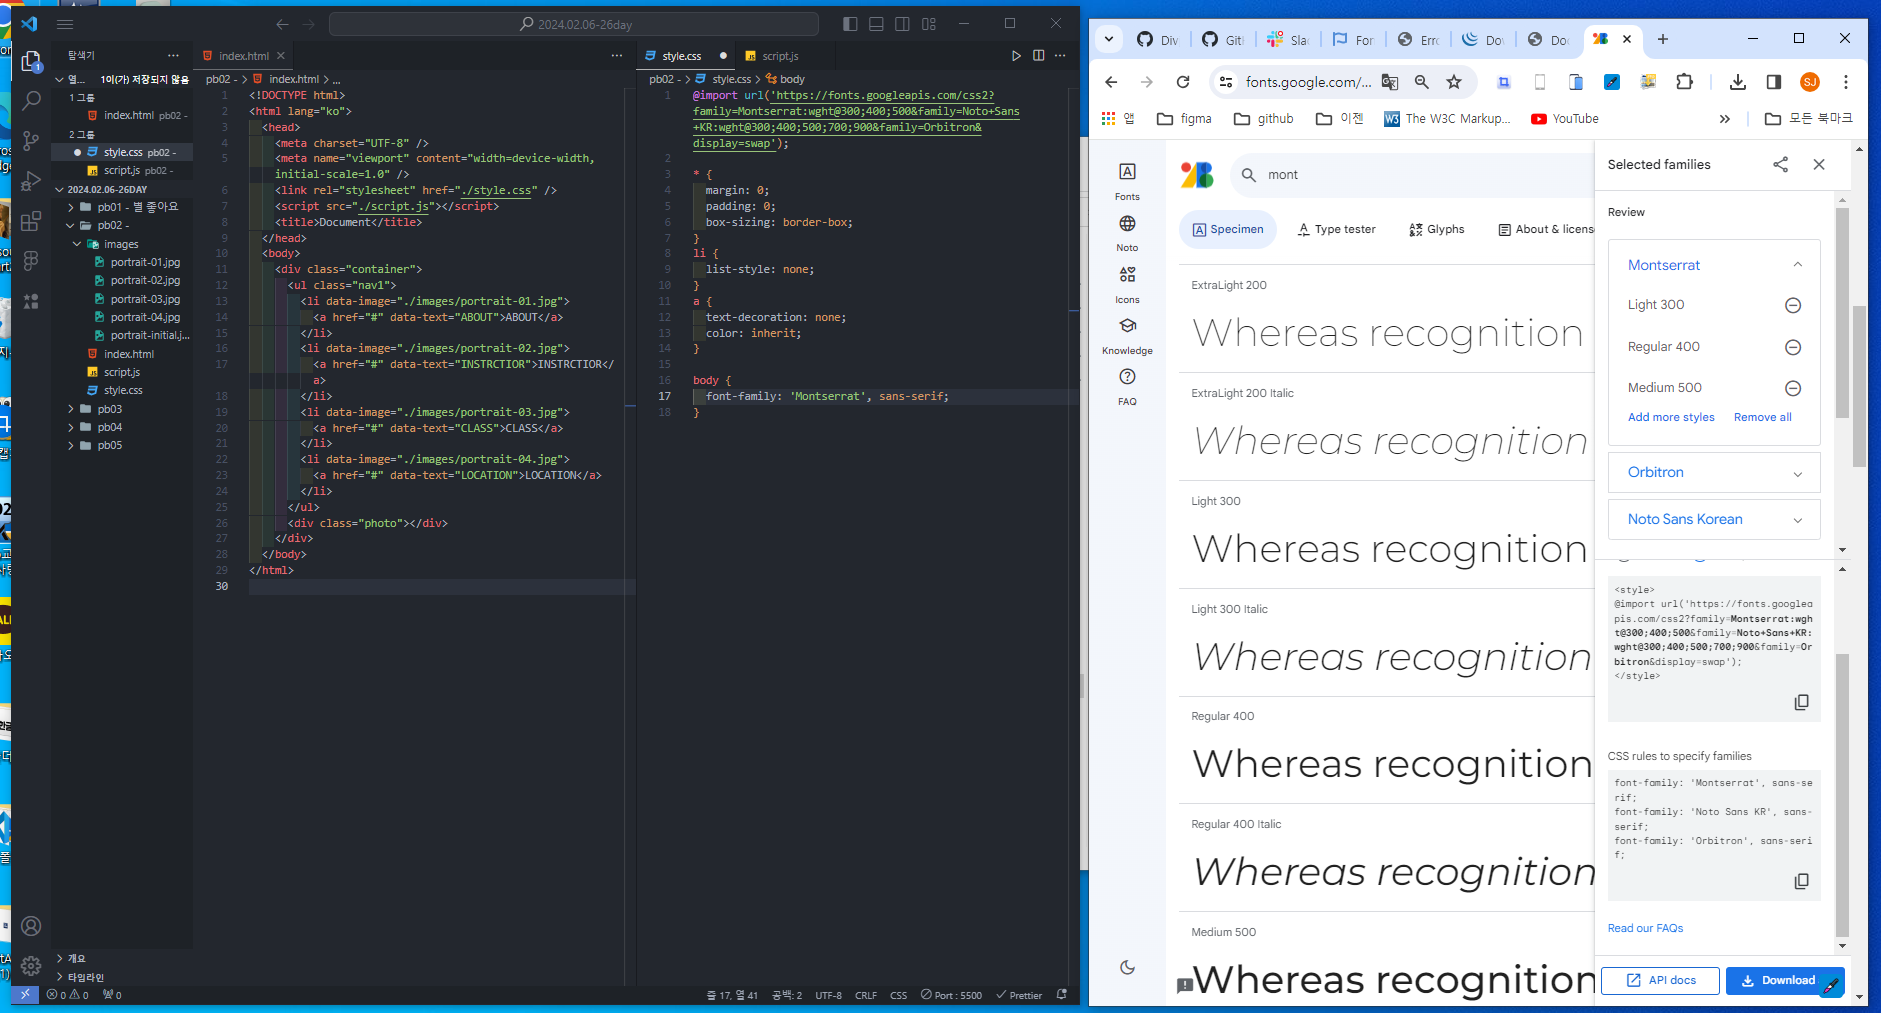 2024.02.06-26day
탐색기
index.html
style.css
script.js
1이(가) 저장되지 않음
1 그룹
index.html pb02 -
2 그룹
style.css pb02 -
script.js pb02 -
2024.02.06-26DAY
pb01 - 별 좋아요
pb02 -
images
portrait-01.jpg
portrait-02.jpg
portrait-03.jpg
portrait-04.jpg
portrait-initial.j...
index.html
script.js
style.css
pb03
pb04
pb05
개요
타임라인
pb02 - > index.html > ...
1 <!DOCTYPE html>
2 <html lang="ko">
3 <head>
4 <meta charset="UTF-8" />
5 <meta name="viewport" content="width=device-width,
initial-scale=1.0" />
6 <link rel="stylesheet" href="./style.css" />
7 <script src="./script.js"></script>
8 <title>Document</title>
9 </head>
10 <body>
11 <div class="container">
12 <ul class="nav1">
13 <li data-image="./images/portrait-01.jpg">
14 <a href="#" data-text="ABOUT">ABOUT</a>
15 </li>
16 <li data-image="./images/portrait-02.jpg">
17 <a href="#" data-text="INSTRCTIOR">INSTRCTIOR</
a>
18 </li>
19 <li data-image="./images/portrait-03.jpg">
20 <a href="#" data-text="CLASS">CLASS</a>
21 </li>
22 <li data-image="./images/portrait-04.jpg">
23 <a href="#" data-text="LOCATION">LOCATION</a>
24 </li>
25 </ul>
26 <div class="photo"></div>
27 </div>
28 </body>
29 </html>
30
pb02 - > style.css > body
1 @import url('https://fonts.googleapis.com/css2?
family=Montserrat:wght@300;400;500&family=Noto+Sans
+KR:wght@300;400;500;700;900&family=Orbitron&
display=swap');
2
3 * {
4 margin: 0;
5 padding: 0;
6 box-sizing: border-box;
7 }
8 li {
9 list-style: none;
10 }
11 a {
12 text-decoration: none;
13 color: inherit;
14 }
15
16 body {
17 font-family: 'Montserrat', sans-serif;
18 }
0 0 0
줄 17, 열 41
공백: 2
UTF-8
CRLF
CSS
Port : 5500
Prettier
Div
Git
Slac
For
Erro
Dov
Doc
fonts.google.com/...
SJ
앱
figma
github
이젠
The W3C Markup...
YouTube
모든 북마크
Fonts
Noto
Icons
Knowledge
FAQ
mont
Specimen
Type tester
Glyphs
About & license
ExtraLight 200
Whereas recognition
ExtraLight 200 Italic
Whereas recognition
Light 300
Whereas recognition
Light 300 Italic
Whereas recognition
Regular 400
Whereas recognition
Regular 400 Italic
Whereas recognition
Medium 500
Whereas recognition
Selected families
Review
Montserrat
Light 300
Regular 400
Medium 500
Add more styles
Remove all
Orbitron
Noto Sans Korean
<style>
@import url('https://fonts.googlea
pis.com/css2?family=Montserrat:wgh
t@300;400;500&family=Noto+Sans+KR:
wght@300;400;500;700;900&family=Or
bitron&display=swap');
</style>
CSS rules to specify families
font-family: 'Montserrat', sans-se
rif;
font-family: 'Noto Sans KR', sans-
serif;
font-family: 'Orbitron', sans-seri
f;
Read our FAQs
API docs
Download